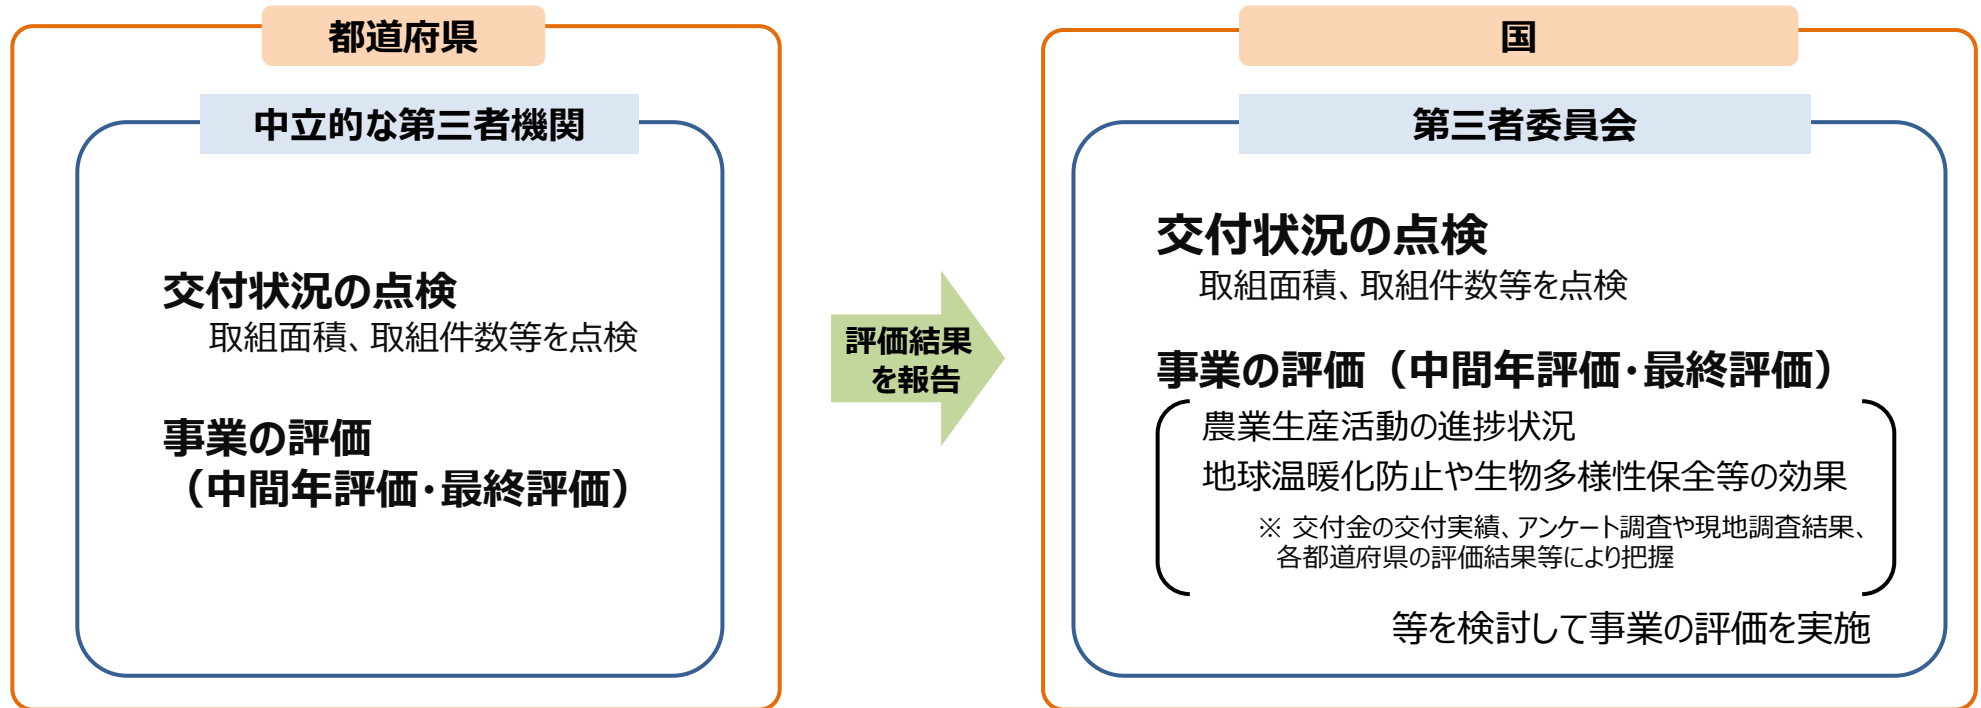 都道府県
中立的な第三者機関
交付状況の点検
取組面積、取組件数等を点検
事業の評価
（中間年評価・最終評価）
評価結果
を報告
国
第三者委員会
交付状況の点検
取組面積、取組件数等を点検
事業の評価（中間年評価・最終評価）
農業生産活動の進捗状況
地球温暖化防止や生物多様性保全等の効果
※ 交付金の交付実績、アンケート調査や現地調査結果、
各都道府県の評価結果等により把握
等を検討して事業の評価を実施